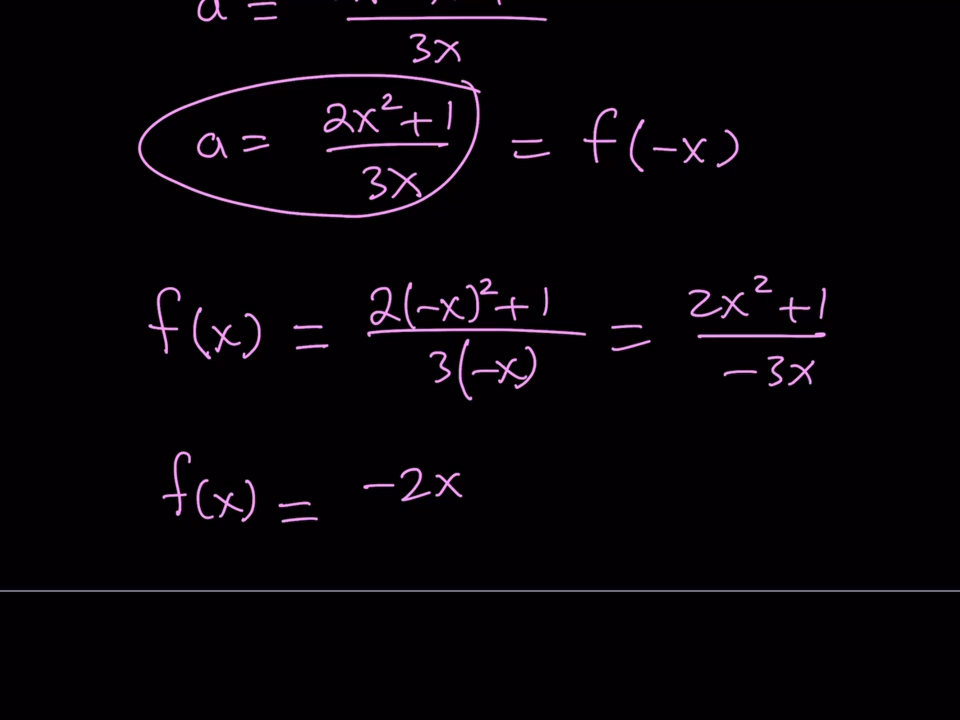 a =
3x
a = (2x² + 1)/(3x) = f(-x)
f(x) = (2(-x)² + 1)/(3(-x)) = (2x² + 1)/(-3x)
f(x) = -2x